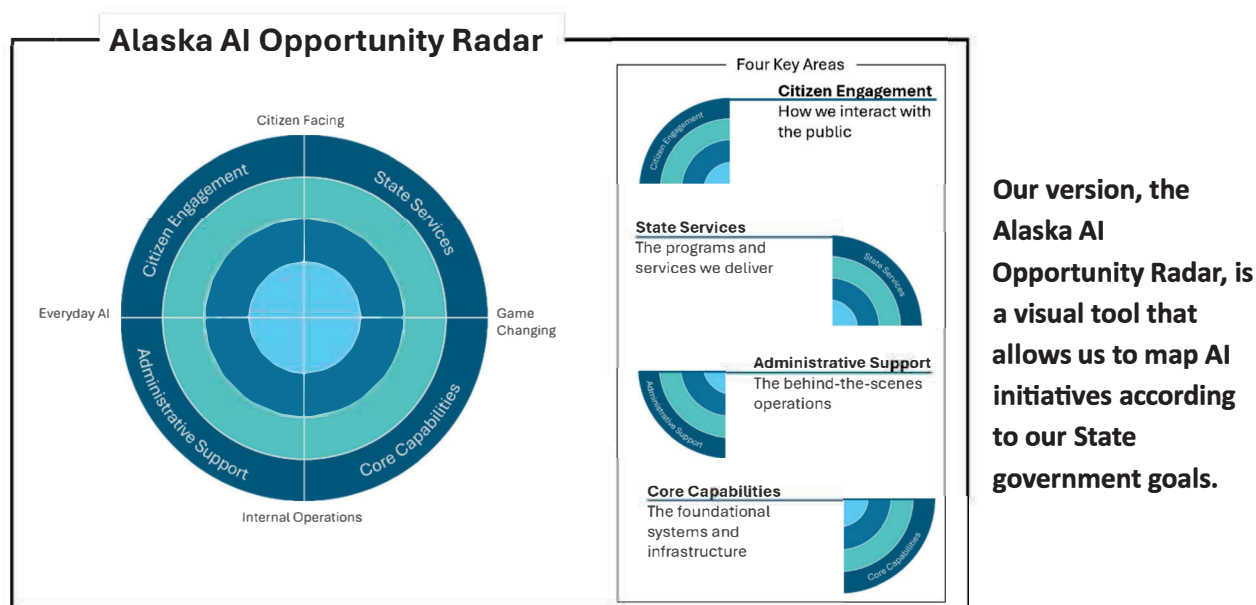 Alaska AI Opportunity Radar
Citizen Facing
Citizen Engagement
State Services
Everyday AI
Game
Changing
Administrative Support
Core Capabilities
Internal Operations
Four Key Areas
Citizen Engagement
How we interact with
the public
Citizen Engagement
State Services
The programs and
services we deliver
State Services
Administrative Support
The behind-the-scenes
operations
Administrative Support
Core Capabilities
The foundational
systems and
infrastructure
Core Capabilities
Our version, the
Alaska AI
Opportunity Radar, is
a visual tool that
allows us to map AI
initiatives according
to our State
government goals.